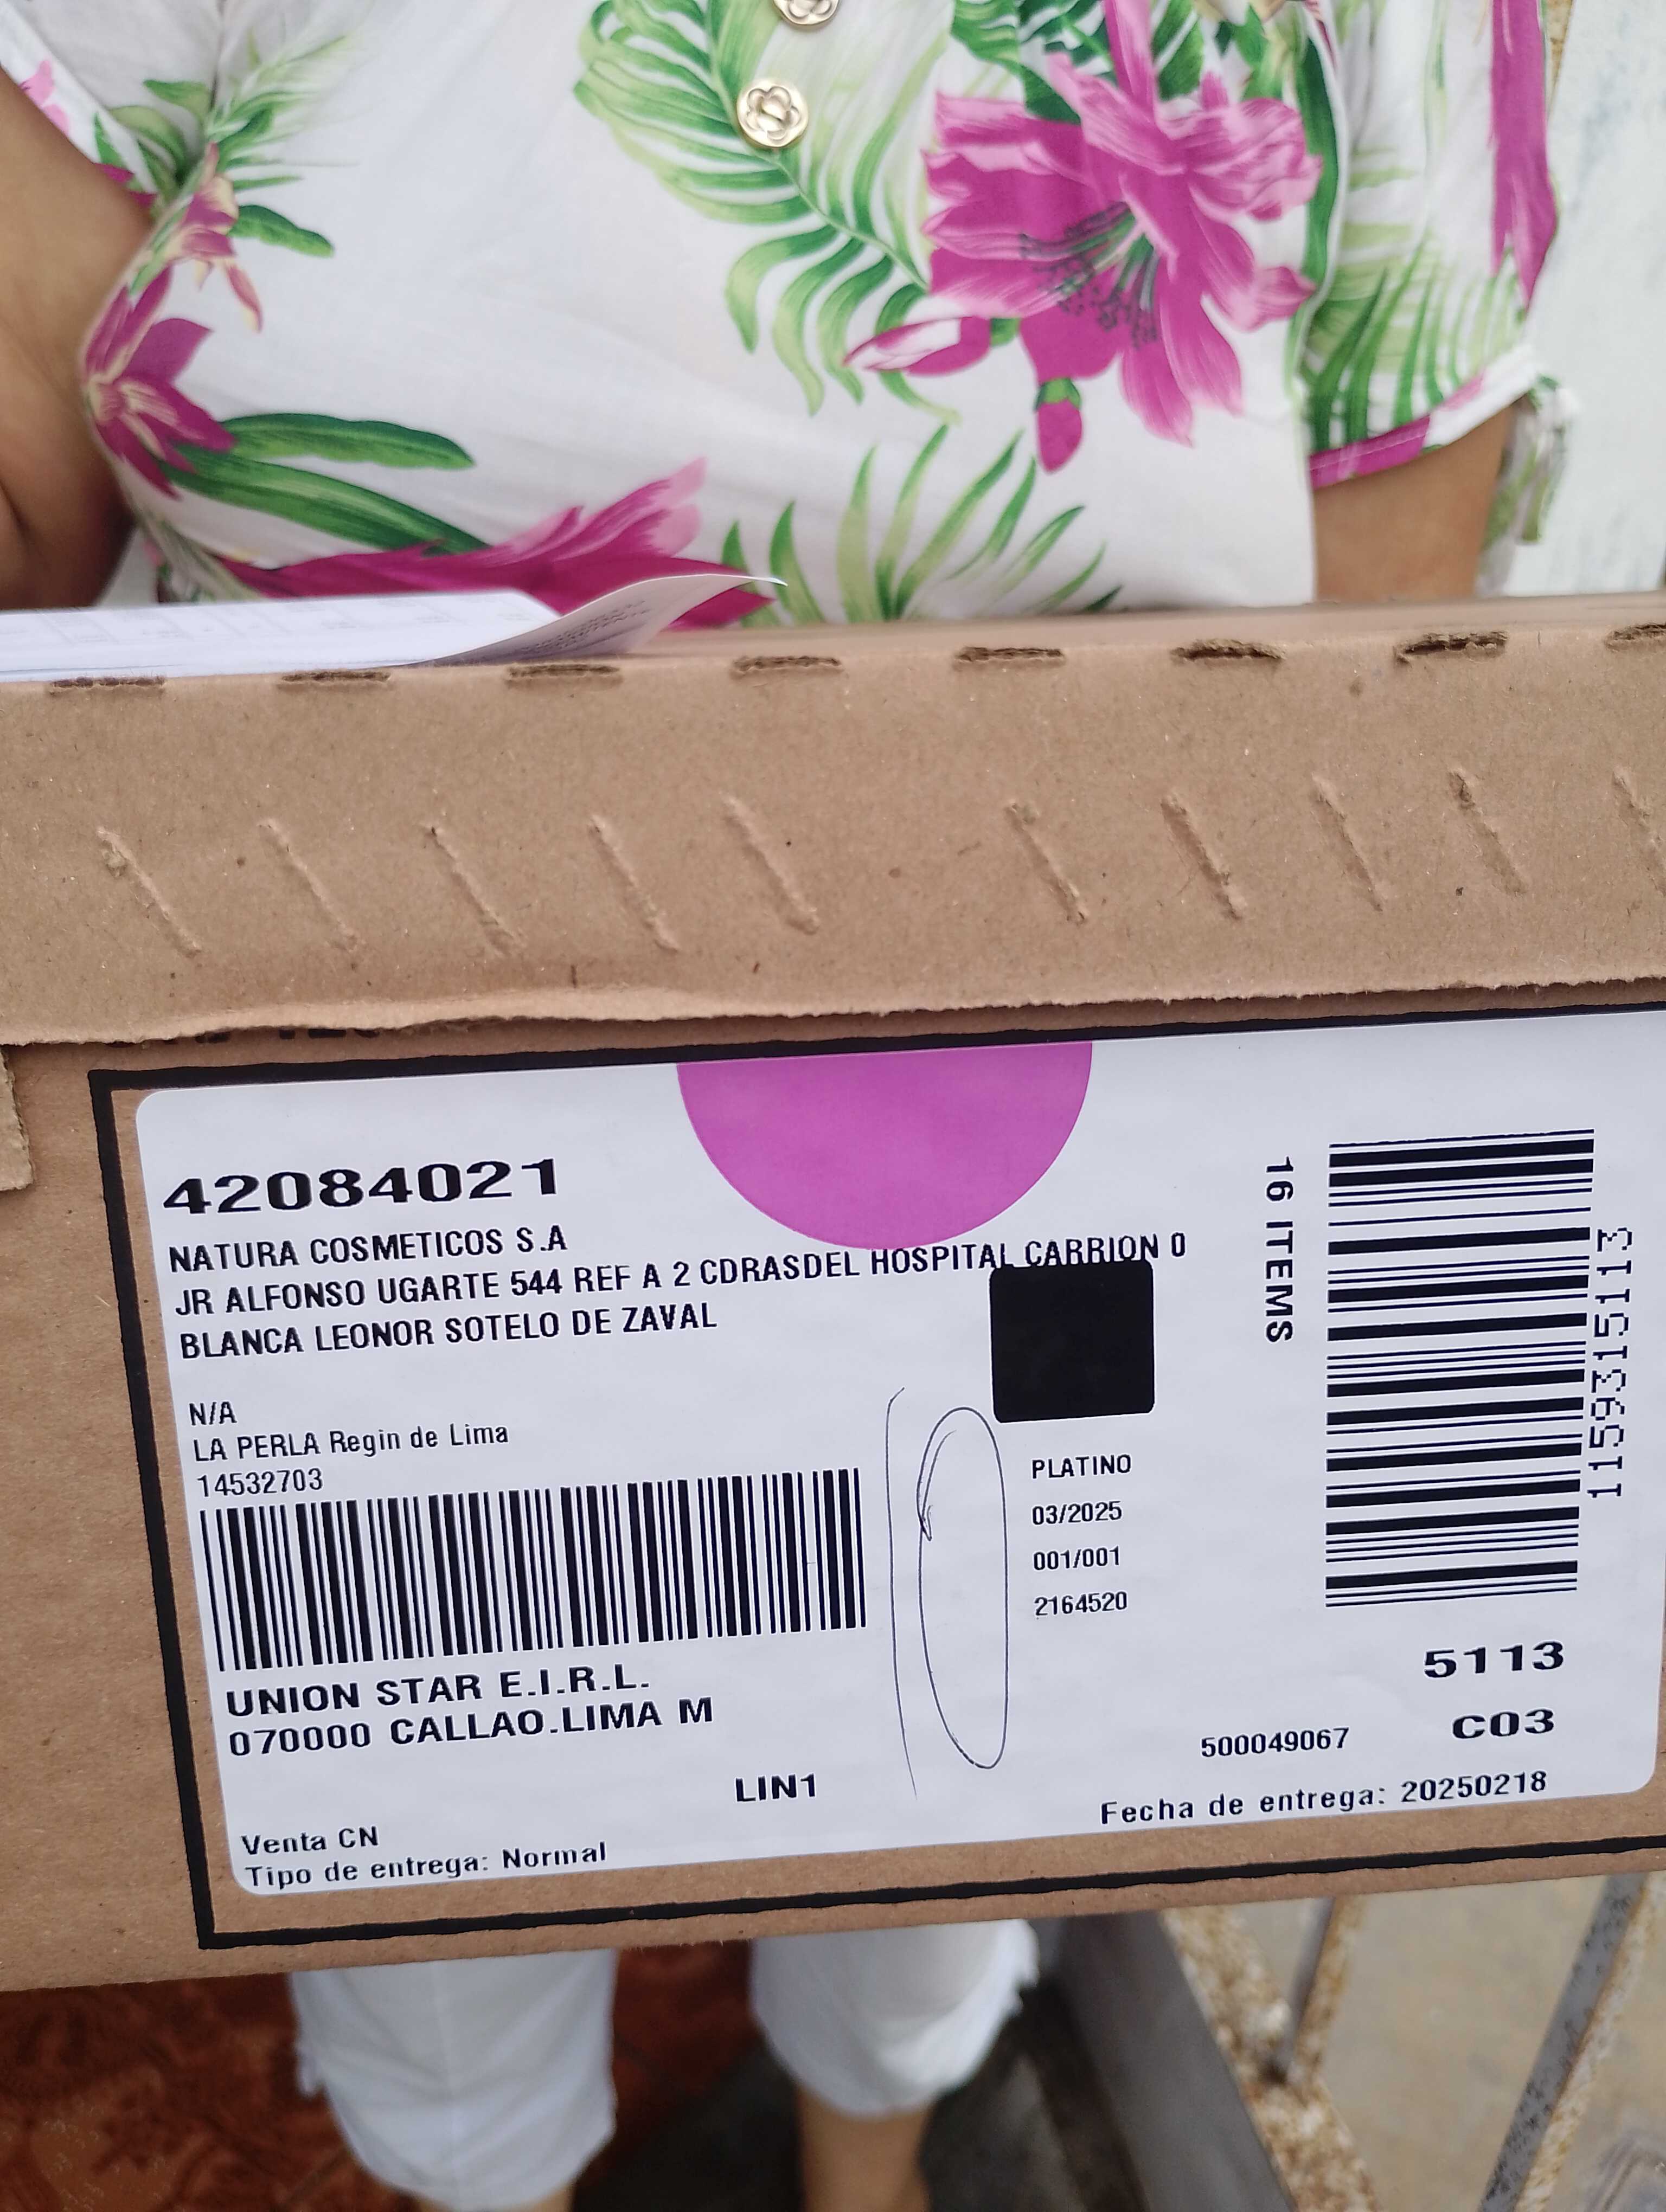 42084021
NATURA COSMETICOS S.A
JR ALFONSO UGARTE 544 REF A 2 CDRASDEL HOSPITAL CARRION 0
BLANCA LEONOR SOTELO DE ZAVAL
N/A
LA PERLA Regin de Lima
14532703
UNION STAR E.I.R.L.
070000 CALLAO.LIMA M
LIN1
Venta CN
Tipo de entrega: Normal
PLATINO
03/2025
001/001
2164520
16 ITEMS
1159315113
5113
C03
500049067
Fecha de entrega: 20250218